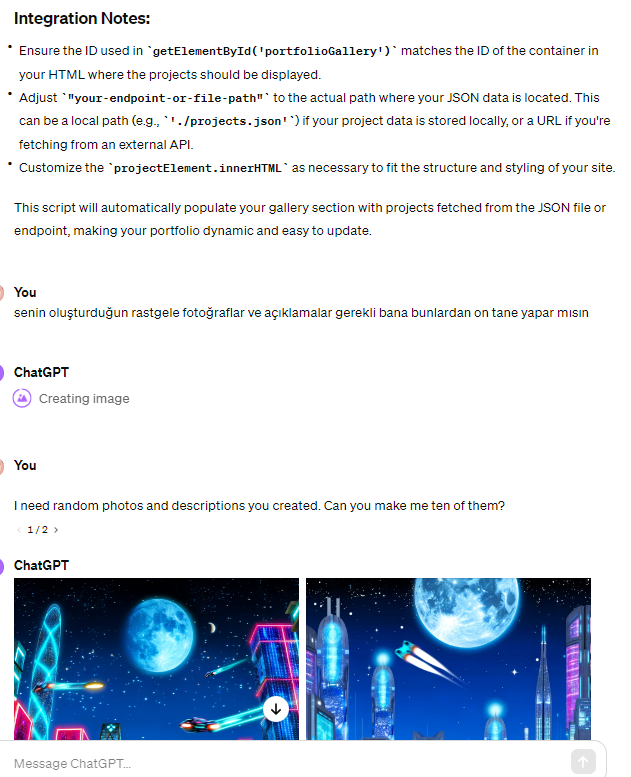 Integration Notes:
Ensure the ID used in `getElementById('portfolioGallery')` matches the ID of the container in
your HTML where the projects should be displayed.
Adjust `"your-endpoint-or-file-path"` to the actual path where your JSON data is located. This
can be a local path (e.g., `'./projects.json'`) if your project data is stored locally, or a URL if you're
fetching from an external API.
Customize the `projectElement.innerHTML` as necessary to fit the structure and styling of your site.
This script will automatically populate your gallery section with projects fetched from the JSON file or
endpoint, making your portfolio dynamic and easy to update.
You
senin oluşturduğun rastgele fotoğraflar ve açıklamalar gerekli bana bunlardan on tane yapar mısın
ChatGPT
Creating image
You
I need random photos and descriptions you created. Can you make me ten of them?
1/2
ChatGPT
Message ChatGPT...